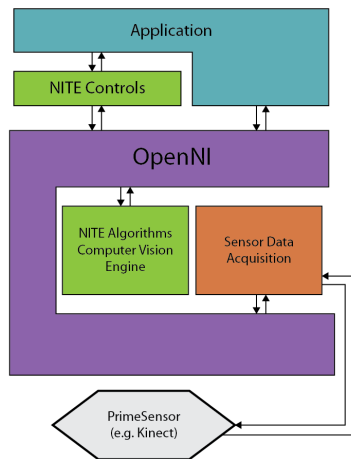 Application
NITE Controls
OpenNI
NITE Algorithms
Computer Vision
Engine
Sensor Data
Acquisition
PrimeSensor
(e.g. Kinect)